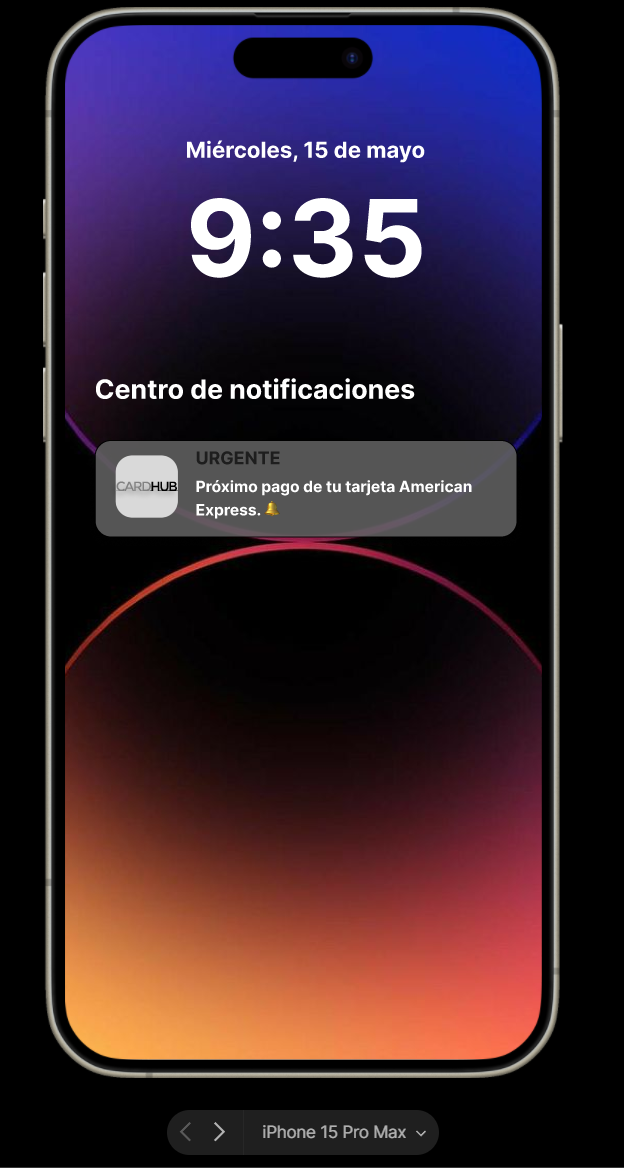 Miércoles, 15 de mayo
9:35
Centro de notificaciones
URGENTE
CARDHUB
Próximo pago de tu tarjeta American
Express. 🔔
iPhone 15 Pro Max